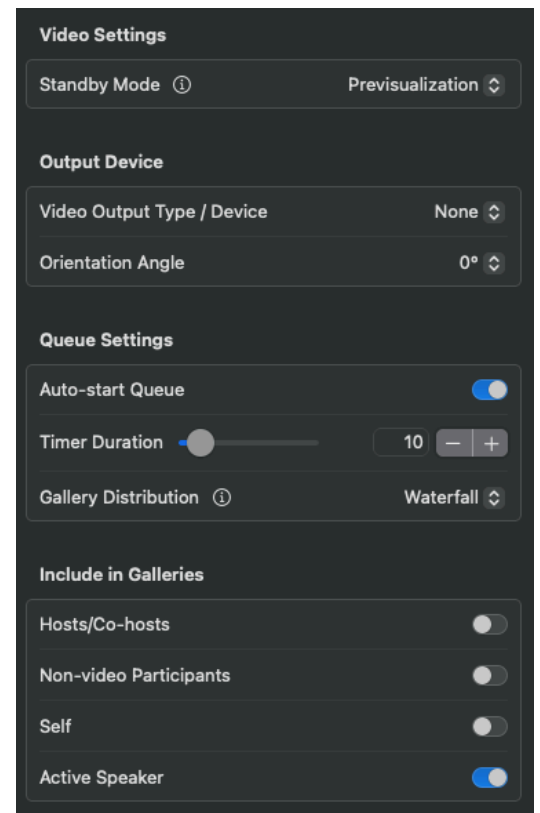 Video Settings
Standby Mode ⓘ Previsualization
Output Device
Video Output Type / Device None
Orientation Angle 0°
Queue Settings
Auto-start Queue
Timer Duration 10 − +
Gallery Distribution ⓘ Waterfall
Include in Galleries
Hosts/Co-hosts
Non-video Participants
Self
Active Speaker